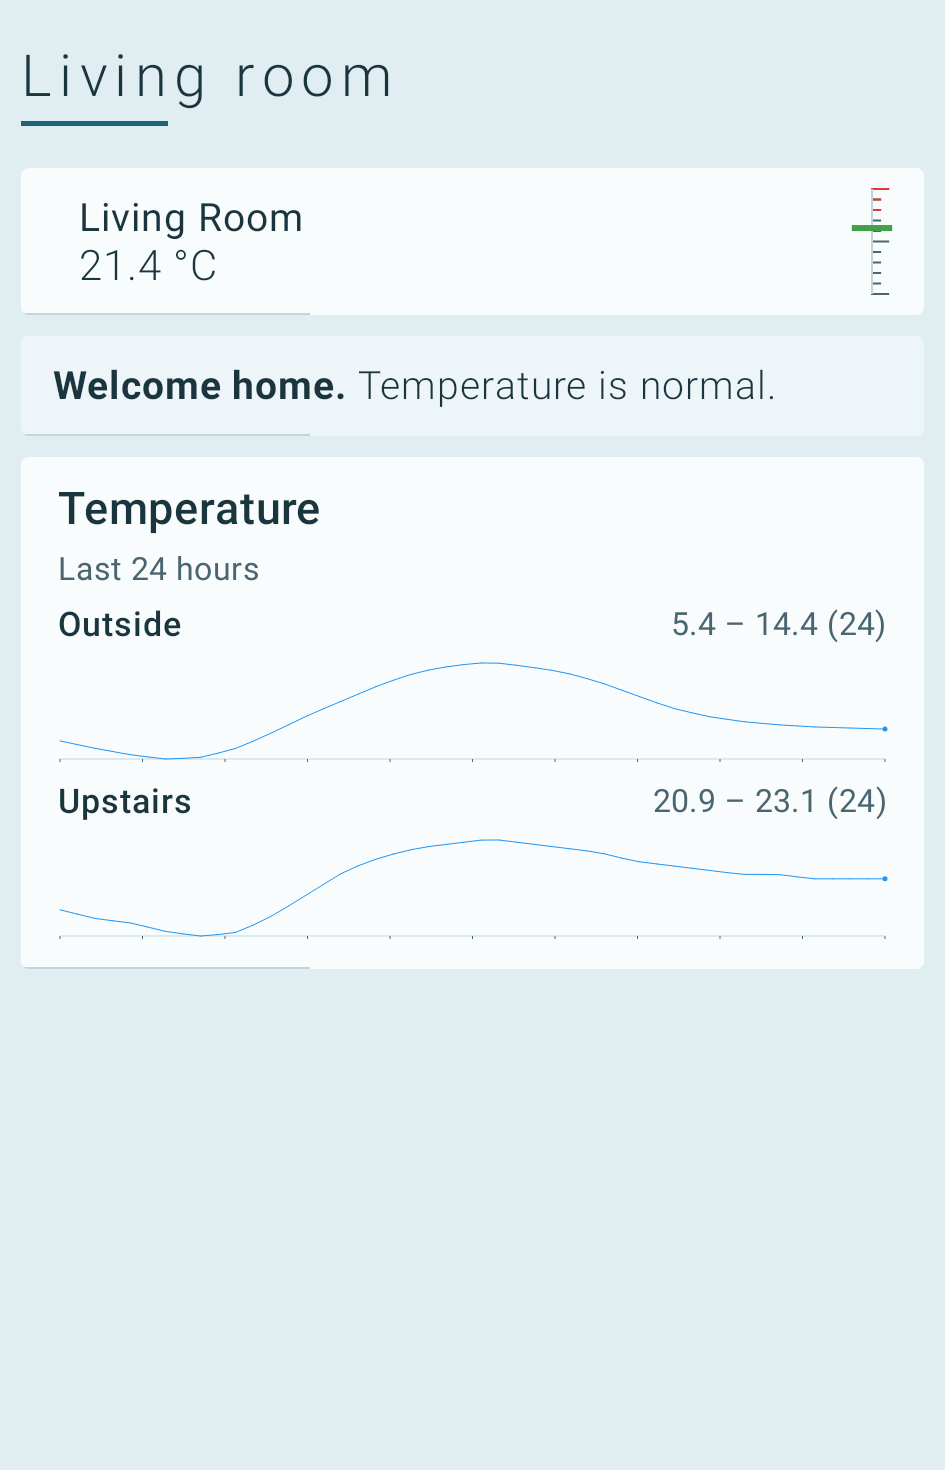 Living room
Living Room
21.4 °C
Welcome home. Temperature is normal.
Temperature
Last 24 hours
Outside 5.4 – 14.4 (24)
Upstairs 20.9 – 23.1 (24)